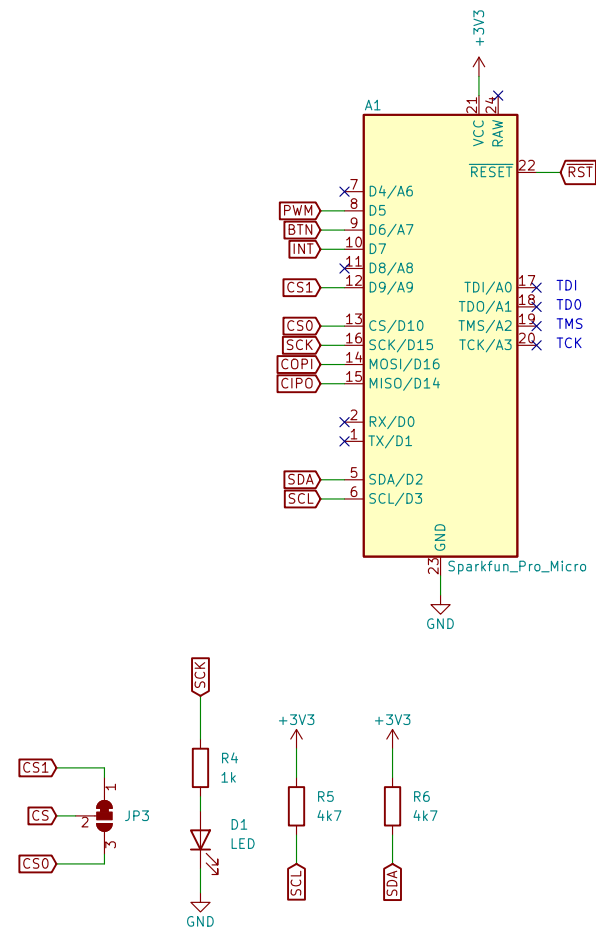 +3V3
A1
21
24
VCC
RAW
RESET 22 RST
7 D4/A6
PWM 8 D5
BTN 9 D6/A7
INT 10 D7
11 D8/A8
CS1 12 D9/A9
TDI/A0 17 TDI
TDO/A1 18 TDO
CS0 13 CS/D10
TMS/A2 19 TMS
SCK 16 SCK/D15
TCK/A3 20 TCK
COPI 14 MOSI/D16
CIPO 15 MISO/D14
2 RX/D0
1 TX/D1
SDA 5 SDA/D2
SCL 6 SCL/D3
GND
23
Sparkfun_Pro_Micro
GND
SCK
+3V3
+3V3
CS1
1
R4
1k
CS
2
JP3
R5
4k7
R6
4k7
D1
LED
CS0
3
SCL
SDA
GND